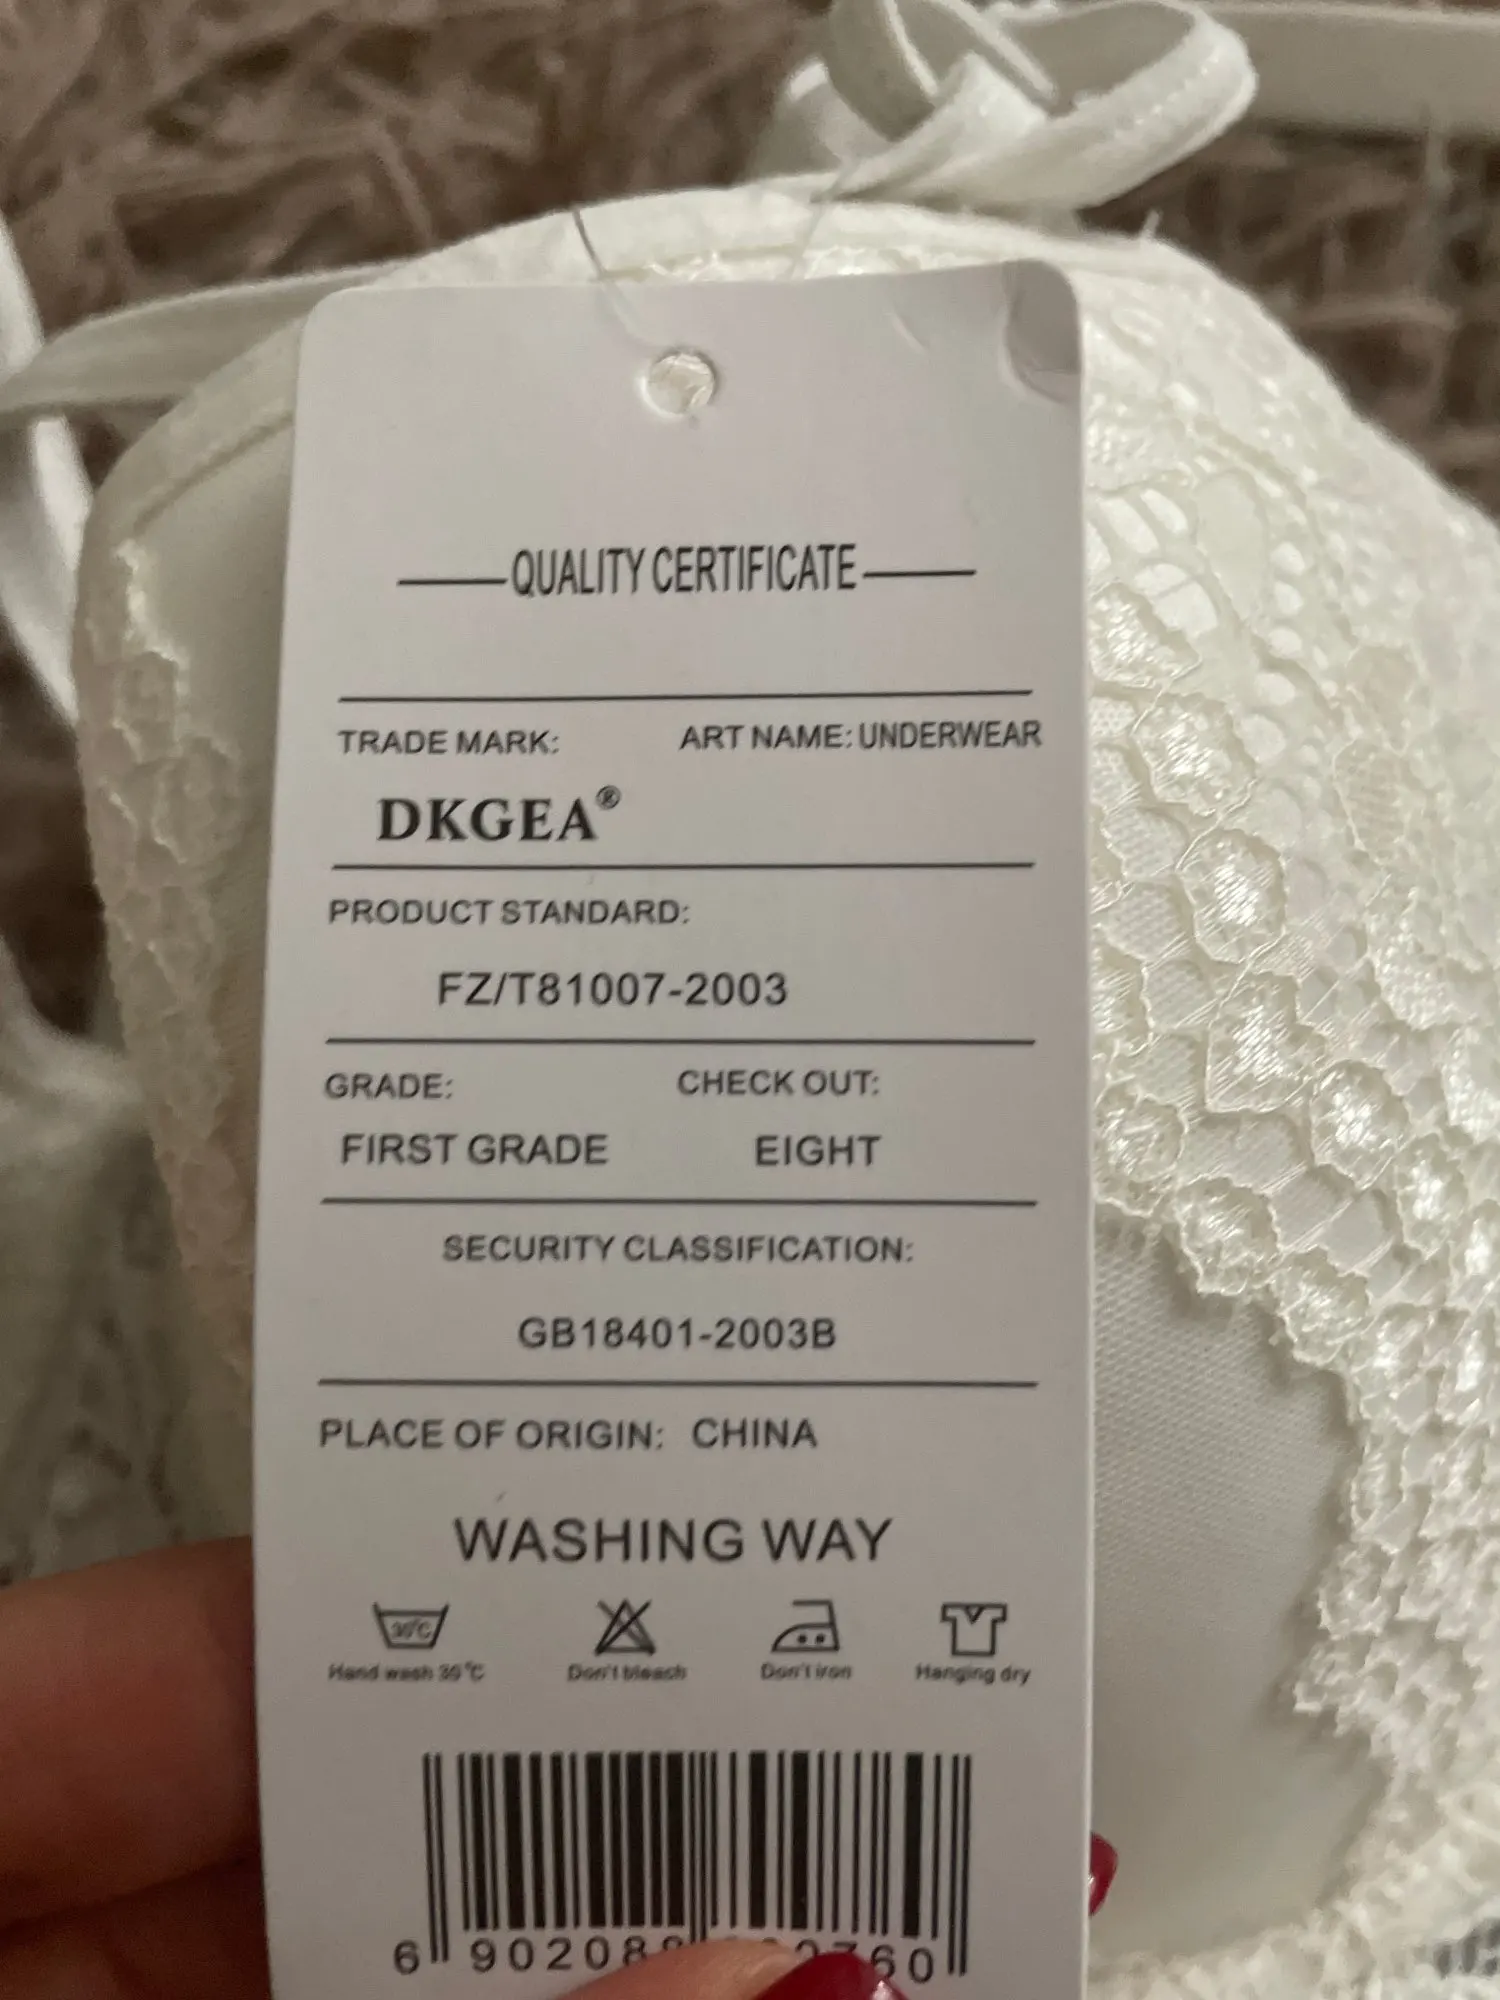 QUALITY CERTIFICATE
TRADE MARK: ART NAME: UNDERWEAR
DKGEA®
PRODUCT STANDARD:
FZ/T81007-2003
GRADE: CHECK OUT:
FIRST GRADE EIGHT
SECURITY CLASSIFICATION:
GB18401-2003B
PLACE OF ORIGIN: CHINA
WASHING WAY
30°C
Hand wash 30°C Don't bleach Don't iron Hanging dry